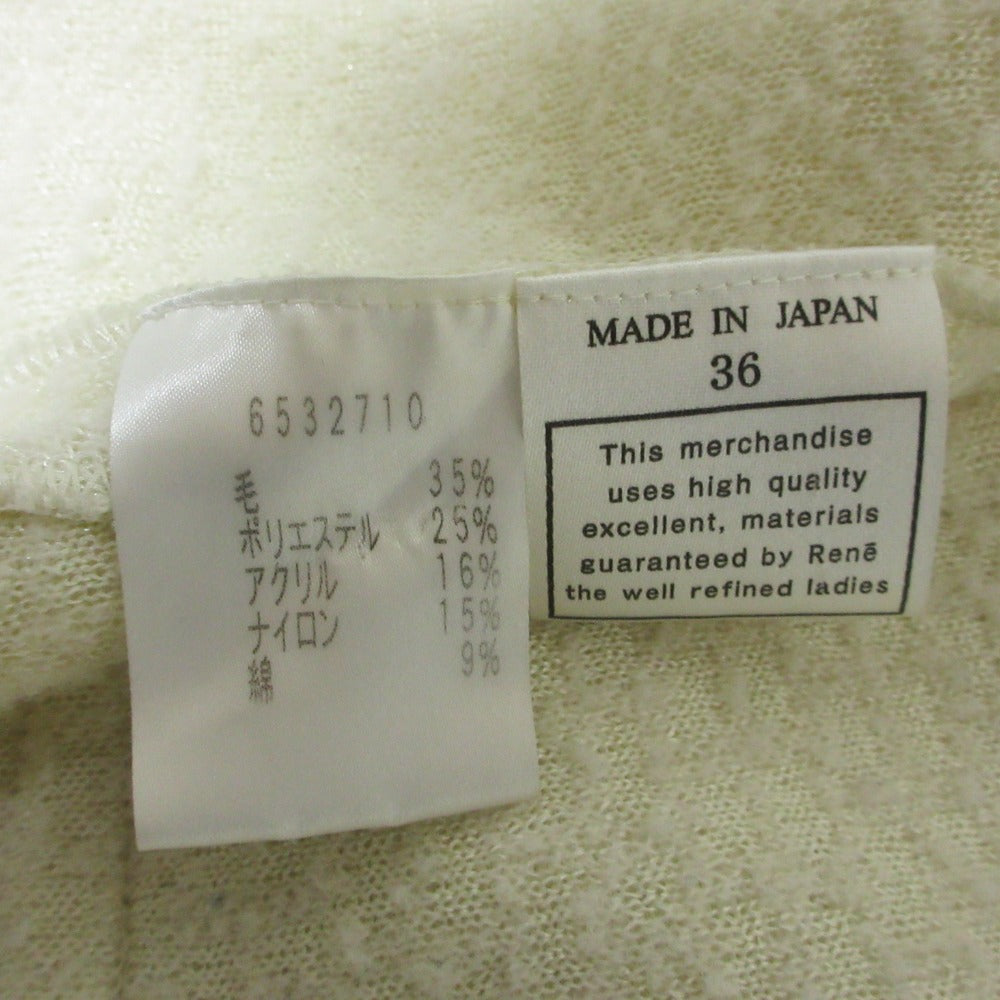 6532710
毛 35%
ポリエステル 25%
アクリル 16%
ナイロン 15%
綿 9%
MADE IN JAPAN
36
This merchandise
uses high quality
excellent, materials
guaranteed by René
the well refined ladies